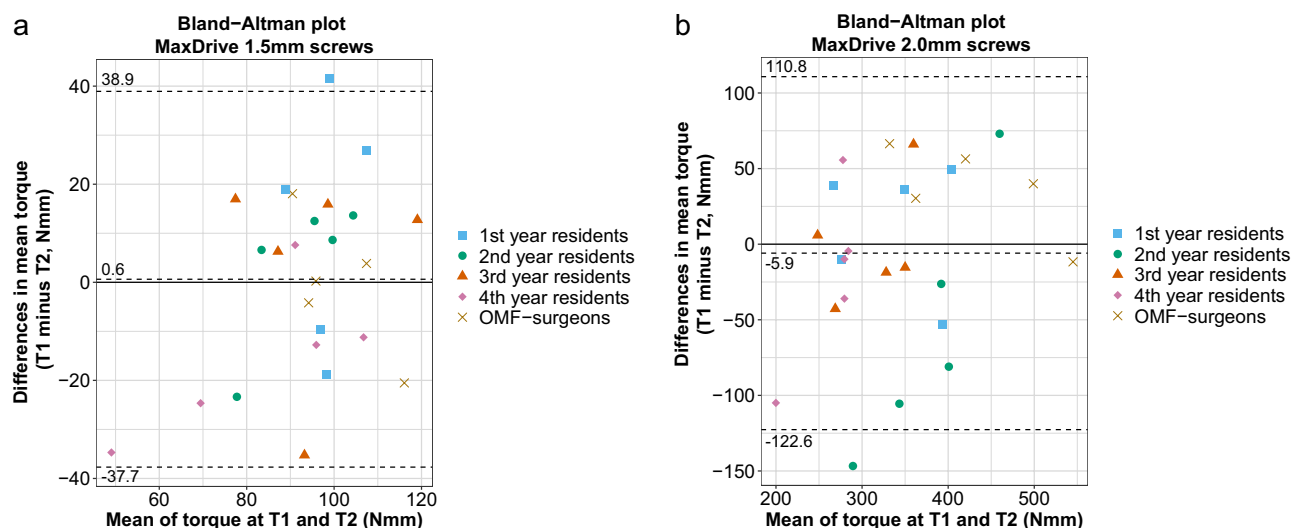 a
Bland−Altman plot
MaxDrive 1.5mm screws
Differences in mean torque
(T1 minus T2, Nmm)
40
20
0
−20
−40
38.9
0.6
-37.7
60
80
100
120
Mean of torque at T1 and T2 (Nmm)
1st year residents
2nd year residents
3rd year residents
4th year residents
OMF−surgeons
b
Bland−Altman plot
MaxDrive 2.0mm screws
Differences in mean torque
(T1 minus T2, Nmm)
100
50
0
−50
−100
−150
110.8
-5.9
-122.6
200
300
400
500
Mean of torque at T1 and T2 (Nmm)
1st year residents
2nd year residents
3rd year residents
4th year residents
OMF−surgeons